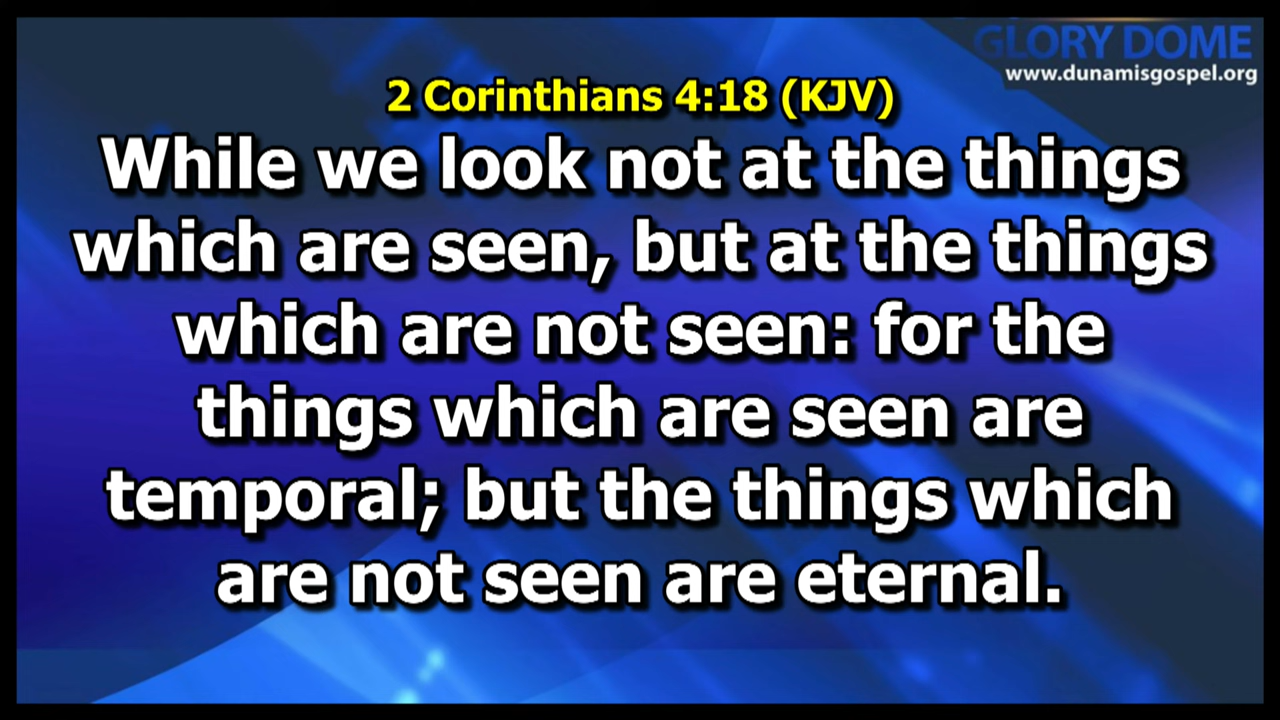 GLORY DOME
www.dunamisgospel.org
2 Corinthians 4:18 (KJV)
While we look not at the things
which are seen, but at the things
which are not seen: for the
things which are seen are
temporal; but the things which
are not seen are eternal.